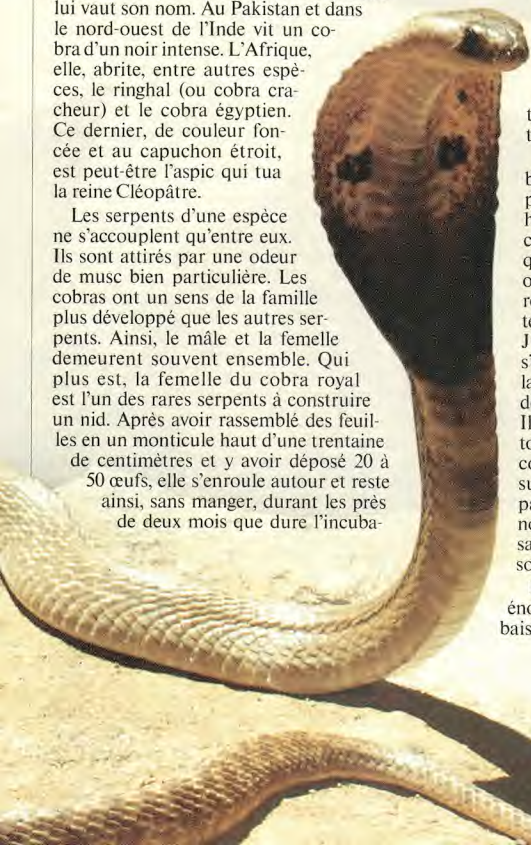 lui vaut son nom. Au Pakistan et dans
le nord-ouest de l'Inde vit un co-
bra d'un noir intense. L'Afrique,
elle, abrite, entre autres espè-
ces, le ringhal (ou cobra cra-
cheur) et le cobra égyptien.
Ce dernier, de couleur fon-
cée et au capuchon étroit,
est peut-être l'aspic qui tua
la reine Cléopâtre.
Les serpents d'une espèce
ne s'accouplent qu'entre eux.
Ils sont attirés par une odeur
de musc bien particulière. Les
cobras ont un sens de la famille
plus développé que les autres ser-
pents. Ainsi, le mâle et la femelle
demeurent souvent ensemble. Qui
plus est, la femelle du cobra royal
est l'un des rares serpents à construire
un nid. Après avoir rassemblé des feuil-
les en un monticule haut d'une trentaine
de centimètres et y avoir déposé 20 à
50 œufs, elle s'enroule autour et reste
ainsi, sans manger, durant les près
de deux mois que dure l'incuba-